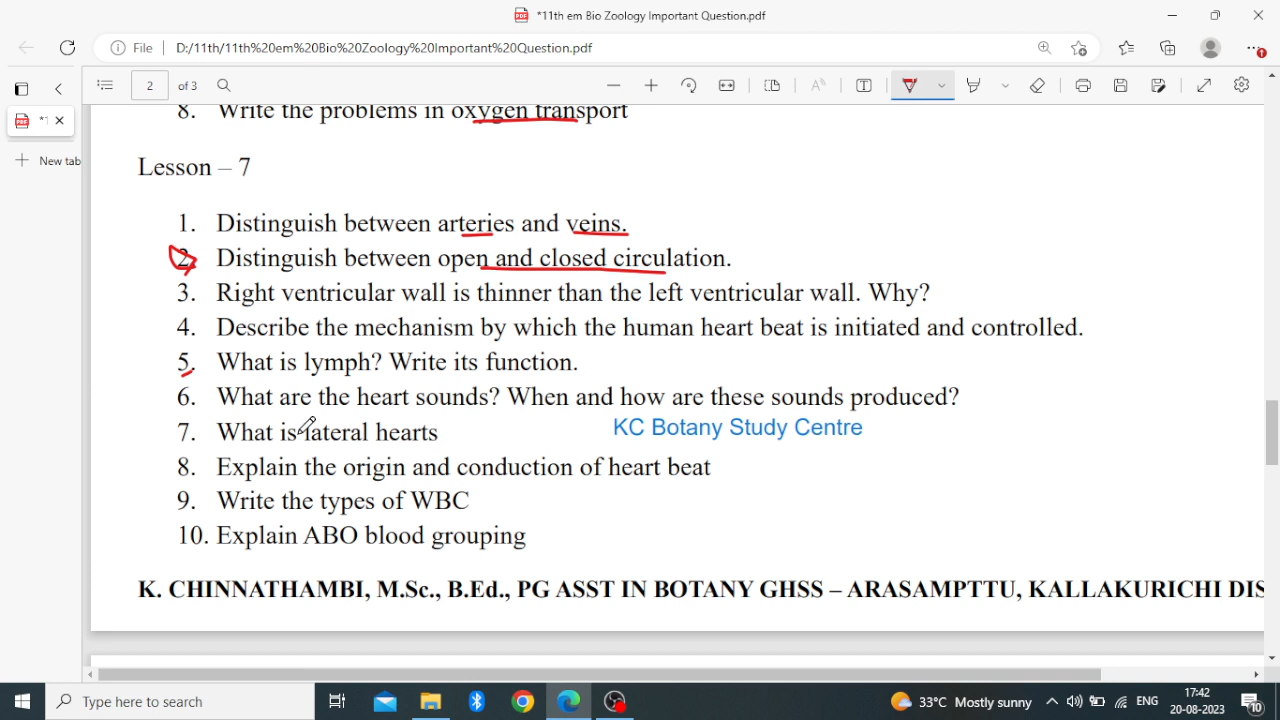 *11th em Bio Zoology Important Question.pdf
File
D:/11th/11th%20em%20Bio%20Zoology%20Important%20Question.pdf
2 of 3
New tab
8. Write the problems in oxygen transport
Lesson – 7
1. Distinguish between arteries and veins.
2. Distinguish between open and closed circulation.
3. Right ventricular wall is thinner than the left ventricular wall. Why?
4. Describe the mechanism by which the human heart beat is initiated and controlled.
5. What is lymph? Write its function.
6. What are the heart sounds? When and how are these sounds produced?
7. What is lateral hearts
KC Botany Study Centre
8. Explain the origin and conduction of heart beat
9. Write the types of WBC
10. Explain ABO blood grouping
K. CHINNATHAMBI, M.Sc., B.Ed., PG ASST IN BOTANY GHSS – ARASAMPTTU, KALLAKURICHI DIS
Type here to search
33°C Mostly sunny
ENG
17:42
20-08-2023
10